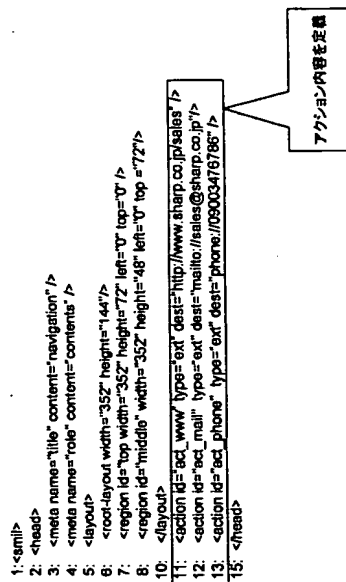 1:<smil>
2: <head>
3: <meta name="title" content="navigation" />
4: <meta name="role" content="contents" />
5: <layout>
6: <root-layout width="352" height="144"/>
7: <region id="top width="352" height="72" left="0" top="0" />
8: <region id="middle" width="352" height="48" left="0" top ="72"/>
10: </layout>
11: <action id="act_www" type="ext" dest="http://www.sharp.co.jp/sales" />
12: <action id="act_mail" type="ext" dest="mailto://sales@sharp.co.jp"/>
13: <action id="act_phone" type="ext" dest="phone://09003476786" />
15: </head>
アクション内容を定義